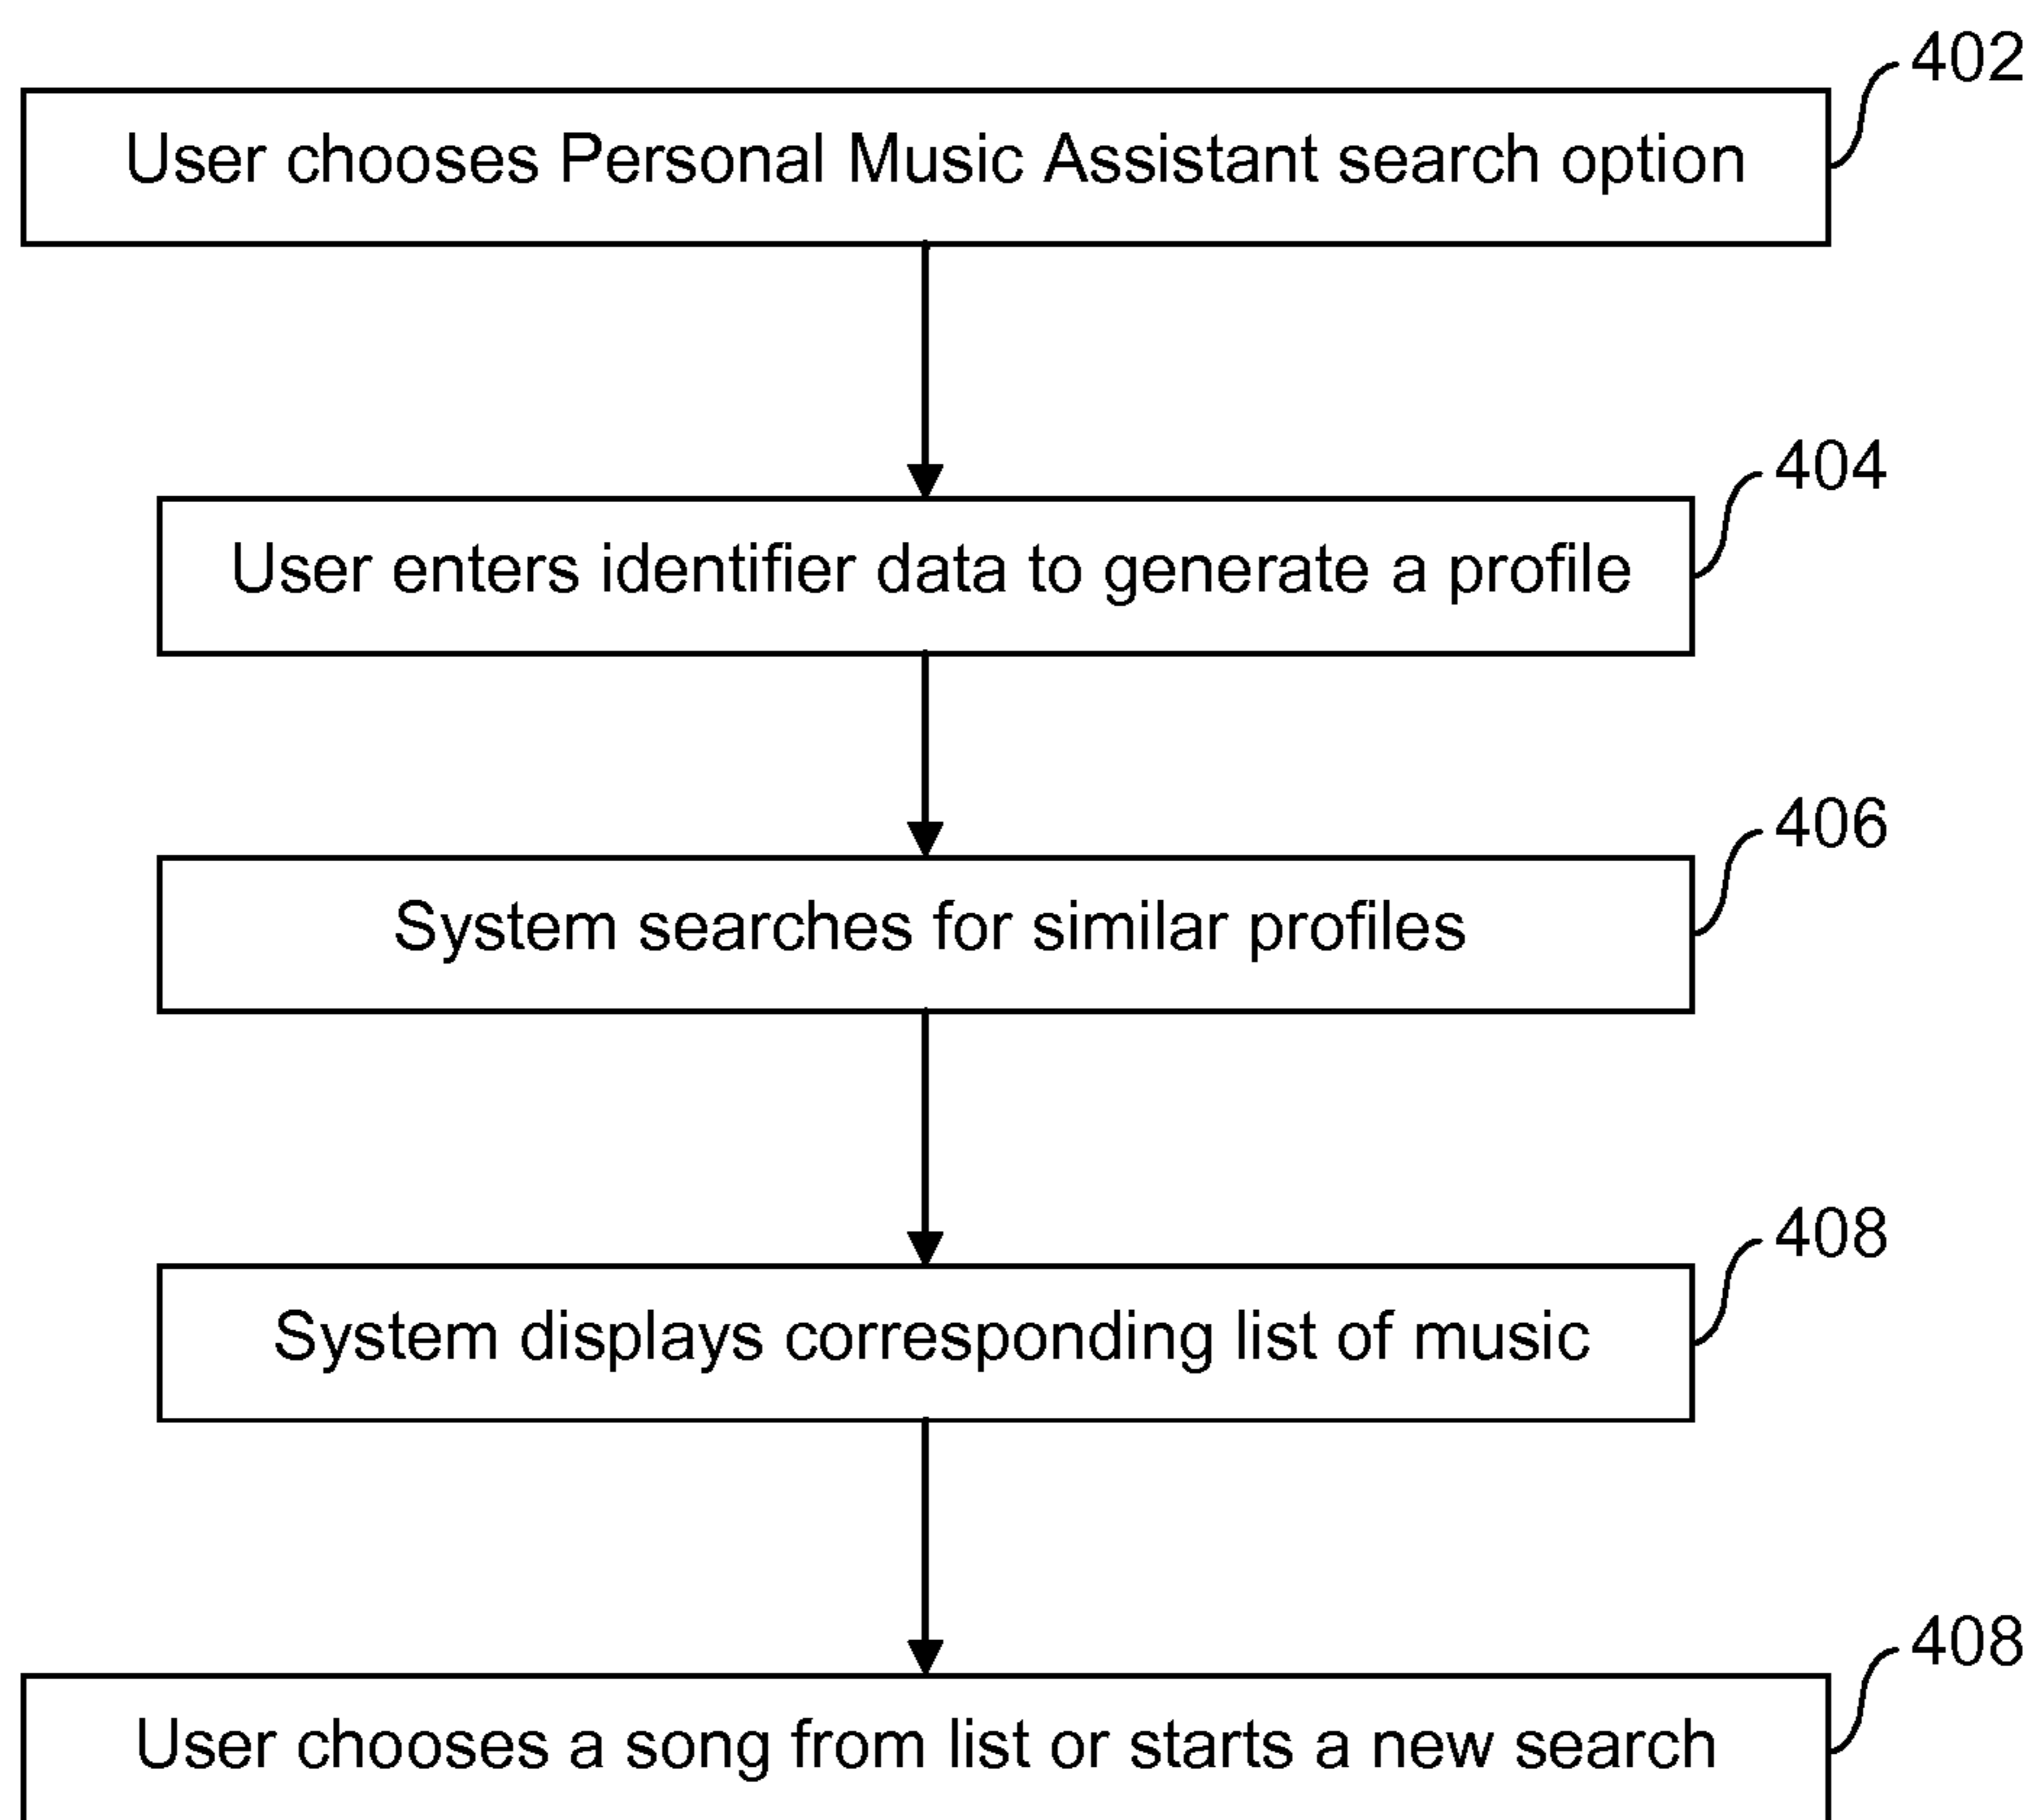 402
User chooses Personal Music Assistant search option
404
User enters identifier data to generate a profile
406
System searches for similar profiles
408
System displays corresponding list of music
408
User chooses a song from list or starts a new search